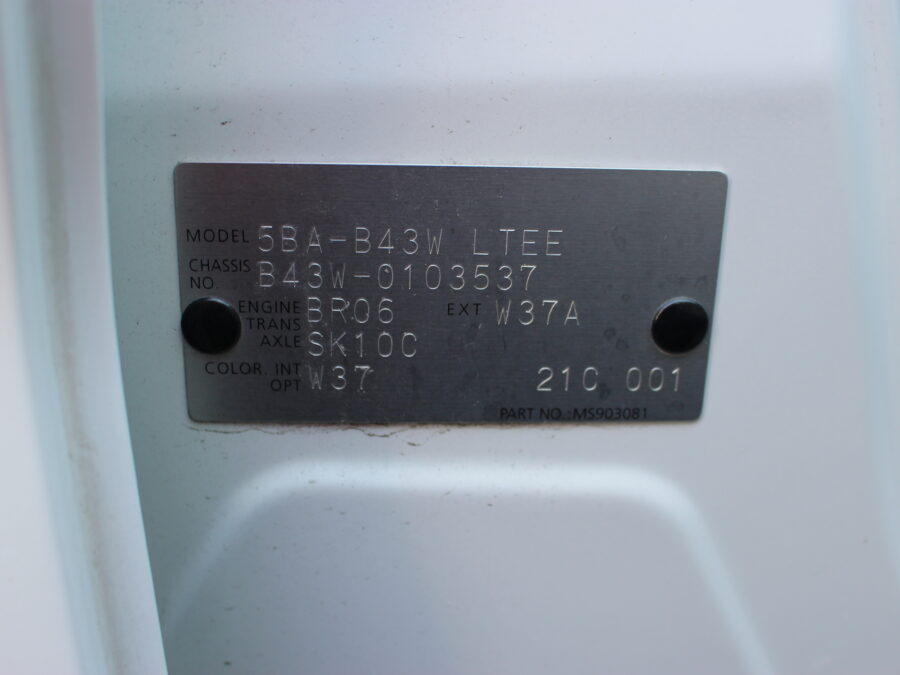 MODEL 5BA-B43W LTEE
CHASSIS NO. B43W-0103537
ENGINE BR06 EXT W37A
TRANS AXLE SK10C
COLOR. INT OPT W37 21C 001
PART NO.:MS903081